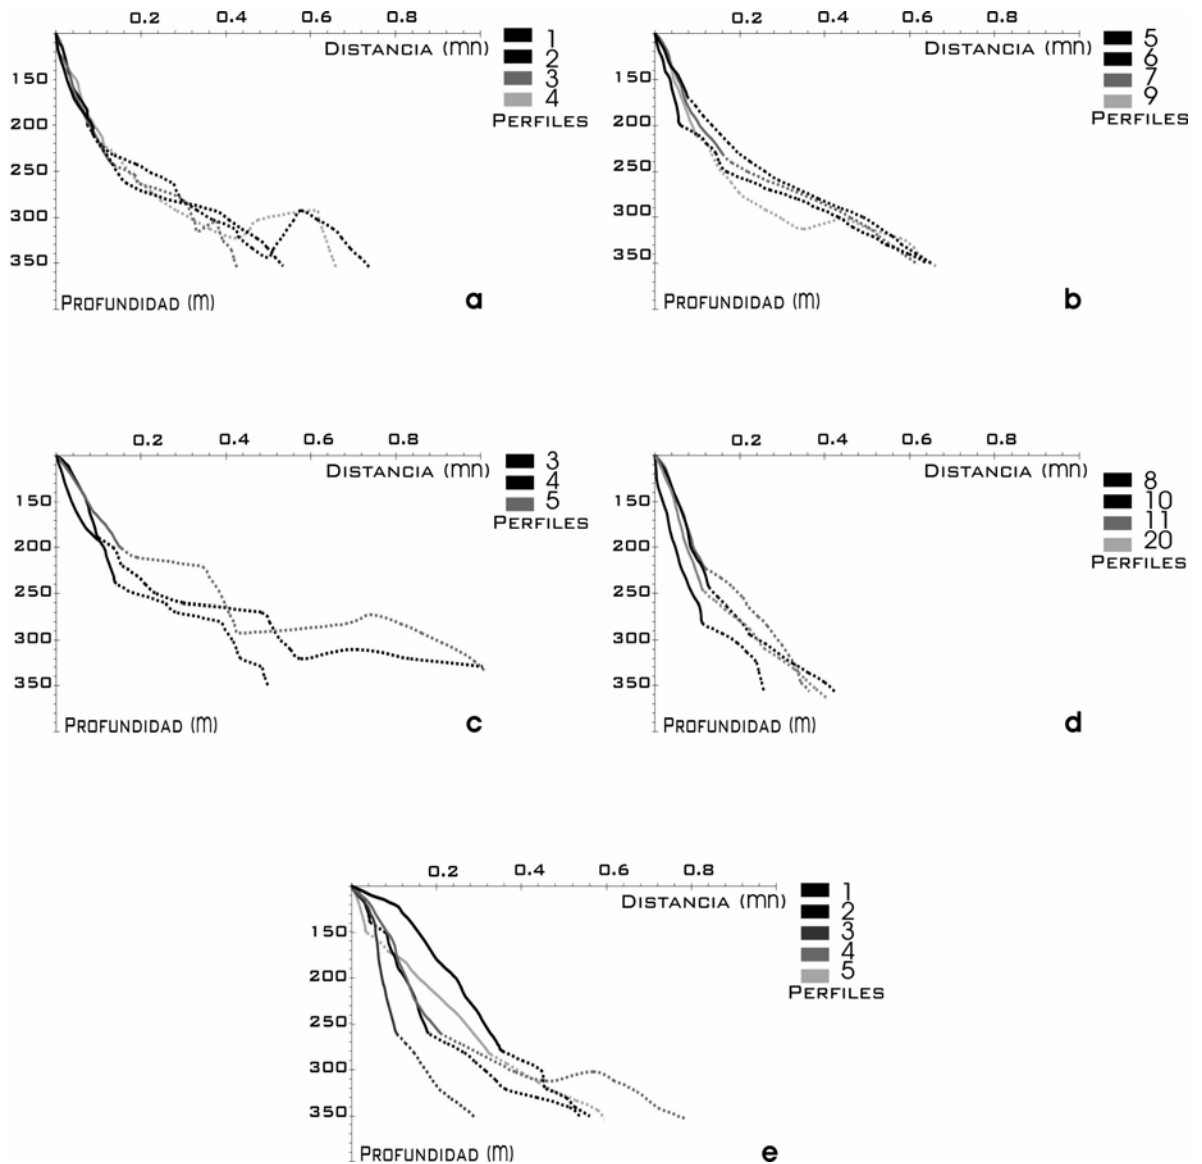 0.2 0.4 0.6 0.8
DISTANCIA (mn)
1
2
3
4
PERFILES
150
200
250
300
350
PROFUNDIDAD (m)
a
0.2 0.4 0.6 0.8
DISTANCIA (mn)
5
6
7
9
PERFILES
150
200
250
300
350
PROFUNDIDAD (m)
b
0.2 0.4 0.6 0.8
DISTANCIA (mn)
3
4
5
PERFILES
150
200
250
300
350
PROFUNDIDAD (m)
c
0.2 0.4 0.6 0.8
DISTANCIA (mn)
8
10
11
20
PERFILES
150
200
250
300
350
PROFUNDIDAD (m)
d
0.2 0.4 0.6 0.8
DISTANCIA (mn)
1
2
3
4
5
PERFILES
150
200
250
300
350
PROFUNDIDAD (m)
e